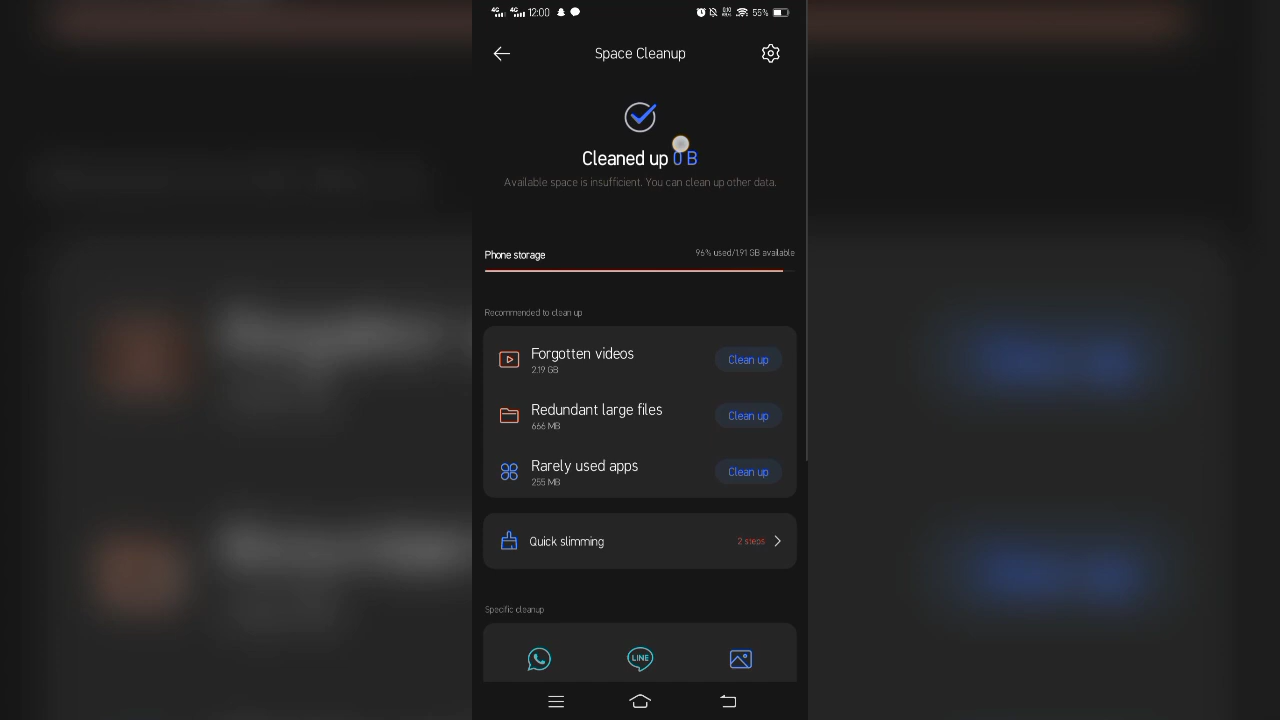 4G 4G 12:00 55%
Space Cleanup
Cleaned up 0 B
Available space is insufficient. You can clean up other data.
Phone storage 96% used/1.91 GB available
Recommended to clean up
Forgotten videos
2.19 GB
Clean up
Redundant large files
666 MB
Clean up
Rarely used apps
255 MB
Clean up
Quick slimming 2 steps
Specific cleanup
LINE